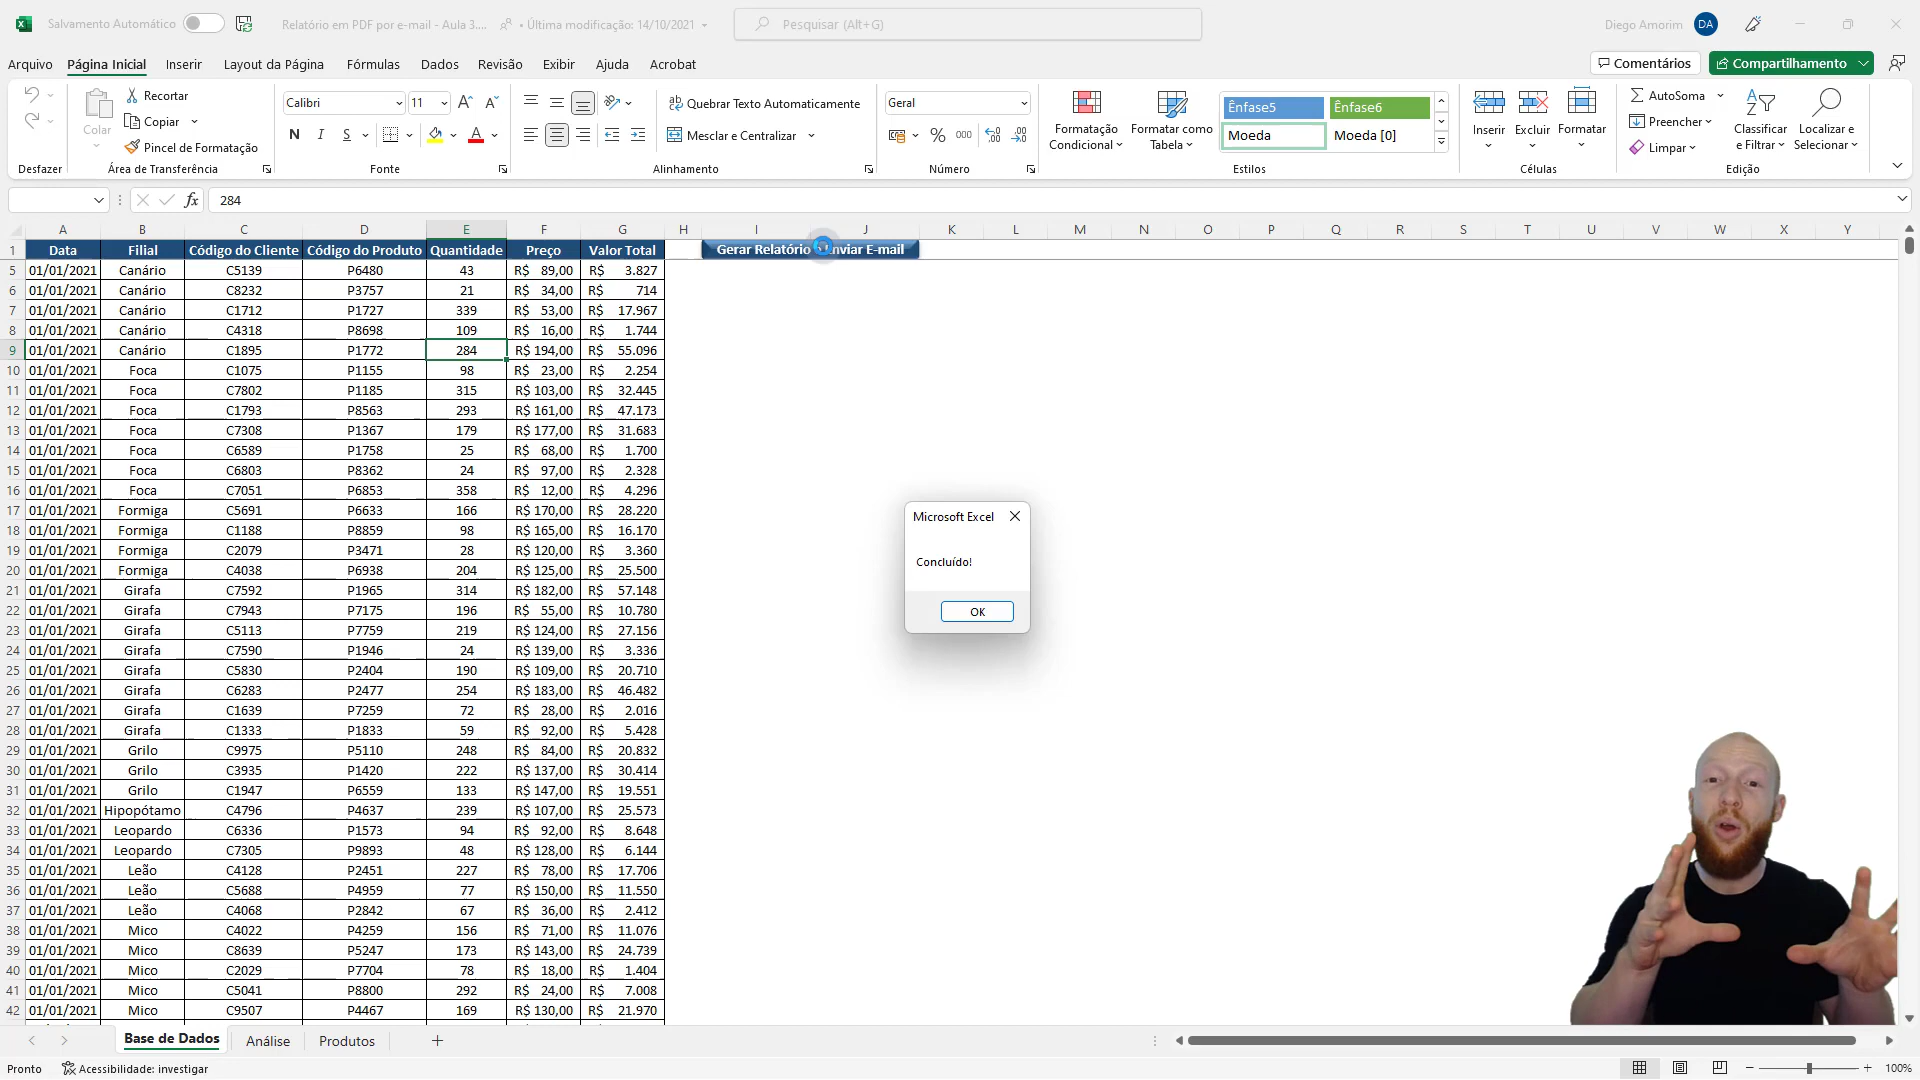 Salvamento Automático
Relatório em PDF por e-mail - Aula 3.... • Última modificação: 14/10/2021
Pesquisar (Alt+G)
Diego Amorim DA
Arquivo Página Inicial Inserir Layout da Página Fórmulas Dados Revisão Exibir Ajuda Acrobat
Comentários Compartilhamento
Colar
Recortar
Copiar
Pincel de Formatação
Calibri 11
N I S
Quebrar Texto Automaticamente
Mesclar e Centralizar
Geral
% 000
Formatação Condicional
Formatar como Tabela
Ênfase5 Ênfase6
Moeda Moeda [0]
Inserir Excluir Formatar
AutoSoma
Preencher
Limpar
Classificar e Filtrar
Localizar e Selecionar
Desfazer Área de Transferência Fonte Alinhamento Número Estilos Células Edição
fx 284
A B C D E F G H I J K L M N O P Q R S T U V W X Y
1 Data Filial Código do Cliente Código do Produto Quantidade Preço Valor Total
Gerar Relatório nviar E-mail
5 01/01/2021 Canário C5139 P6480 43 R$ 89,00 R$ 3.827
6 01/01/2021 Canário C8232 P3757 21 R$ 34,00 R$ 714
7 01/01/2021 Canário C1712 P1727 339 R$ 53,00 R$ 17.967
8 01/01/2021 Canário C4318 P8698 109 R$ 16,00 R$ 1.744
9 01/01/2021 Canário C1895 P1772 284 R$ 194,00 R$ 55.096
10 01/01/2021 Foca C1075 P1155 98 R$ 23,00 R$ 2.254
11 01/01/2021 Foca C7802 P1185 315 R$ 103,00 R$ 32.445
12 01/01/2021 Foca C1793 P8563 293 R$ 161,00 R$ 47.173
13 01/01/2021 Foca C7308 P1367 179 R$ 177,00 R$ 31.683
14 01/01/2021 Foca C6589 P1758 25 R$ 68,00 R$ 1.700
15 01/01/2021 Foca C6803 P8362 24 R$ 97,00 R$ 2.328
16 01/01/2021 Foca C7051 P6853 358 R$ 12,00 R$ 4.296
17 01/01/2021 Formiga C5691 P6633 166 R$ 170,00 R$ 28.220
18 01/01/2021 Formiga C1188 P8859 98 R$ 165,00 R$ 16.170
19 01/01/2021 Formiga C2079 P3471 28 R$ 120,00 R$ 3.360
20 01/01/2021 Formiga C4038 P6938 204 R$ 125,00 R$ 25.500
21 01/01/2021 Girafa C7592 P1965 314 R$ 182,00 R$ 57.148
22 01/01/2021 Girafa C7943 P7175 196 R$ 55,00 R$ 10.780
23 01/01/2021 Girafa C5113 P7759 219 R$ 124,00 R$ 27.156
24 01/01/2021 Girafa C7590 P1946 24 R$ 139,00 R$ 3.336
25 01/01/2021 Girafa C5830 P2404 190 R$ 109,00 R$ 20.710
26 01/01/2021 Girafa C6283 P2477 254 R$ 183,00 R$ 46.482
27 01/01/2021 Girafa C1639 P7259 72 R$ 28,00 R$ 2.016
28 01/01/2021 Girafa C1333 P1833 59 R$ 92,00 R$ 5.428
29 01/01/2021 Grilo C9975 P5110 248 R$ 84,00 R$ 20.832
30 01/01/2021 Grilo C3935 P1420 222 R$ 137,00 R$ 30.414
31 01/01/2021 Grilo C1947 P6559 133 R$ 147,00 R$ 19.551
32 01/01/2021 Hipopótamo C4796 P4637 239 R$ 107,00 R$ 25.573
33 01/01/2021 Leopardo C6336 P1573 94 R$ 92,00 R$ 8.648
34 01/01/2021 Leopardo C7305 P9893 48 R$ 128,00 R$ 6.144
35 01/01/2021 Leão C4128 P2451 227 R$ 78,00 R$ 17.706
36 01/01/2021 Leão C5688 P4959 77 R$ 150,00 R$ 11.550
37 01/01/2021 Leão C4068 P2842 67 R$ 36,00 R$ 2.412
38 01/01/2021 Mico C4022 P4259 156 R$ 71,00 R$ 11.076
39 01/01/2021 Mico C8639 P5247 173 R$ 143,00 R$ 24.739
40 01/01/2021 Mico C2029 P7704 78 R$ 18,00 R$ 1.404
41 01/01/2021 Mico C5041 P8800 292 R$ 24,00 R$ 7.008
42 01/01/2021 Mico C9507 P4467 169 R$ 130,00 R$ 21.970
Microsoft Excel
Concluído!
OK
Base de Dados Análise Produtos
Pronto Acessibilidade: investigar 100%